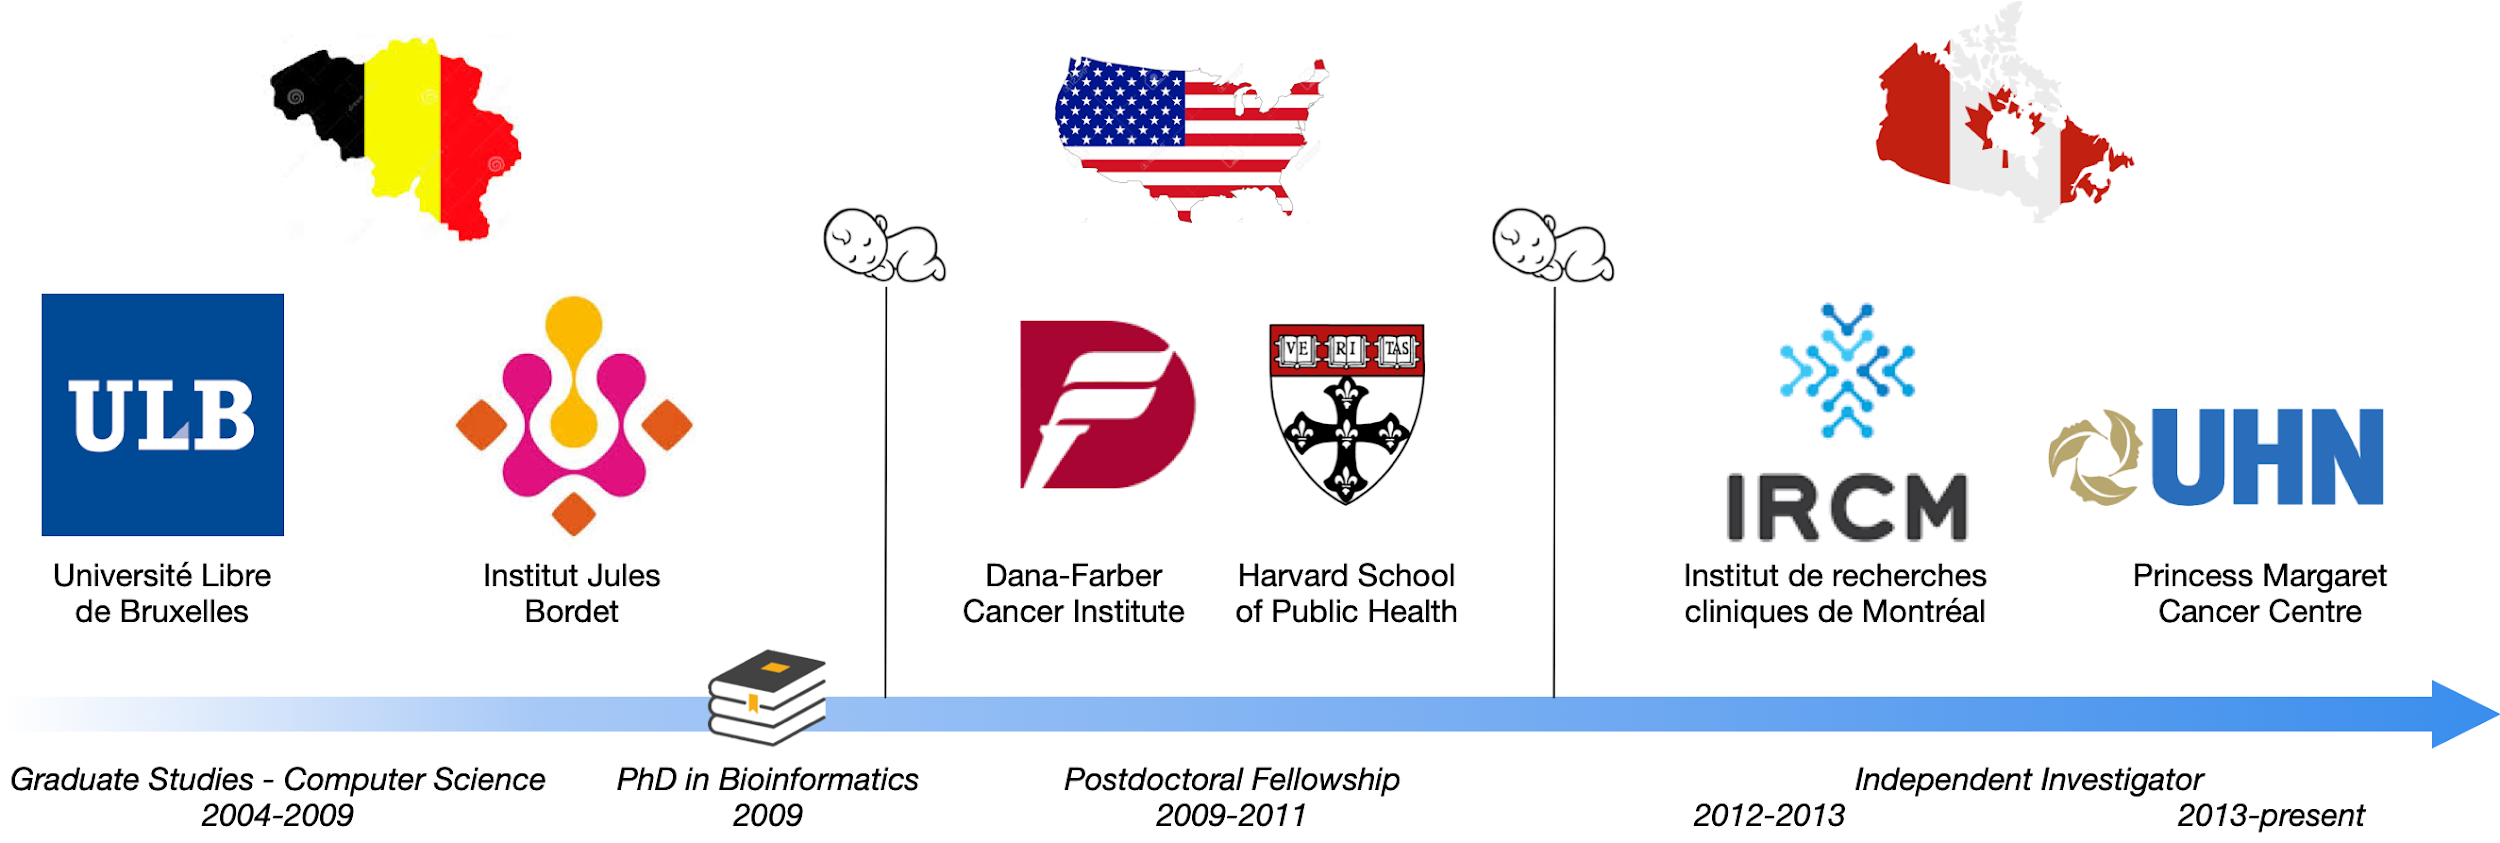 ULB
VE RI TAS
IRCM
UHN
Université Libre
de Bruxelles
Institut Jules
Bordet
Dana-Farber
Cancer Institute
Harvard School
of Public Health
Institut de recherches
cliniques de Montréal
Princess Margaret
Cancer Centre
Graduate Studies - Computer Science
2004-2009
PhD in Bioinformatics
2009
Postdoctoral Fellowship
2009-2011
Independent Investigator
2012-2013
2013-present